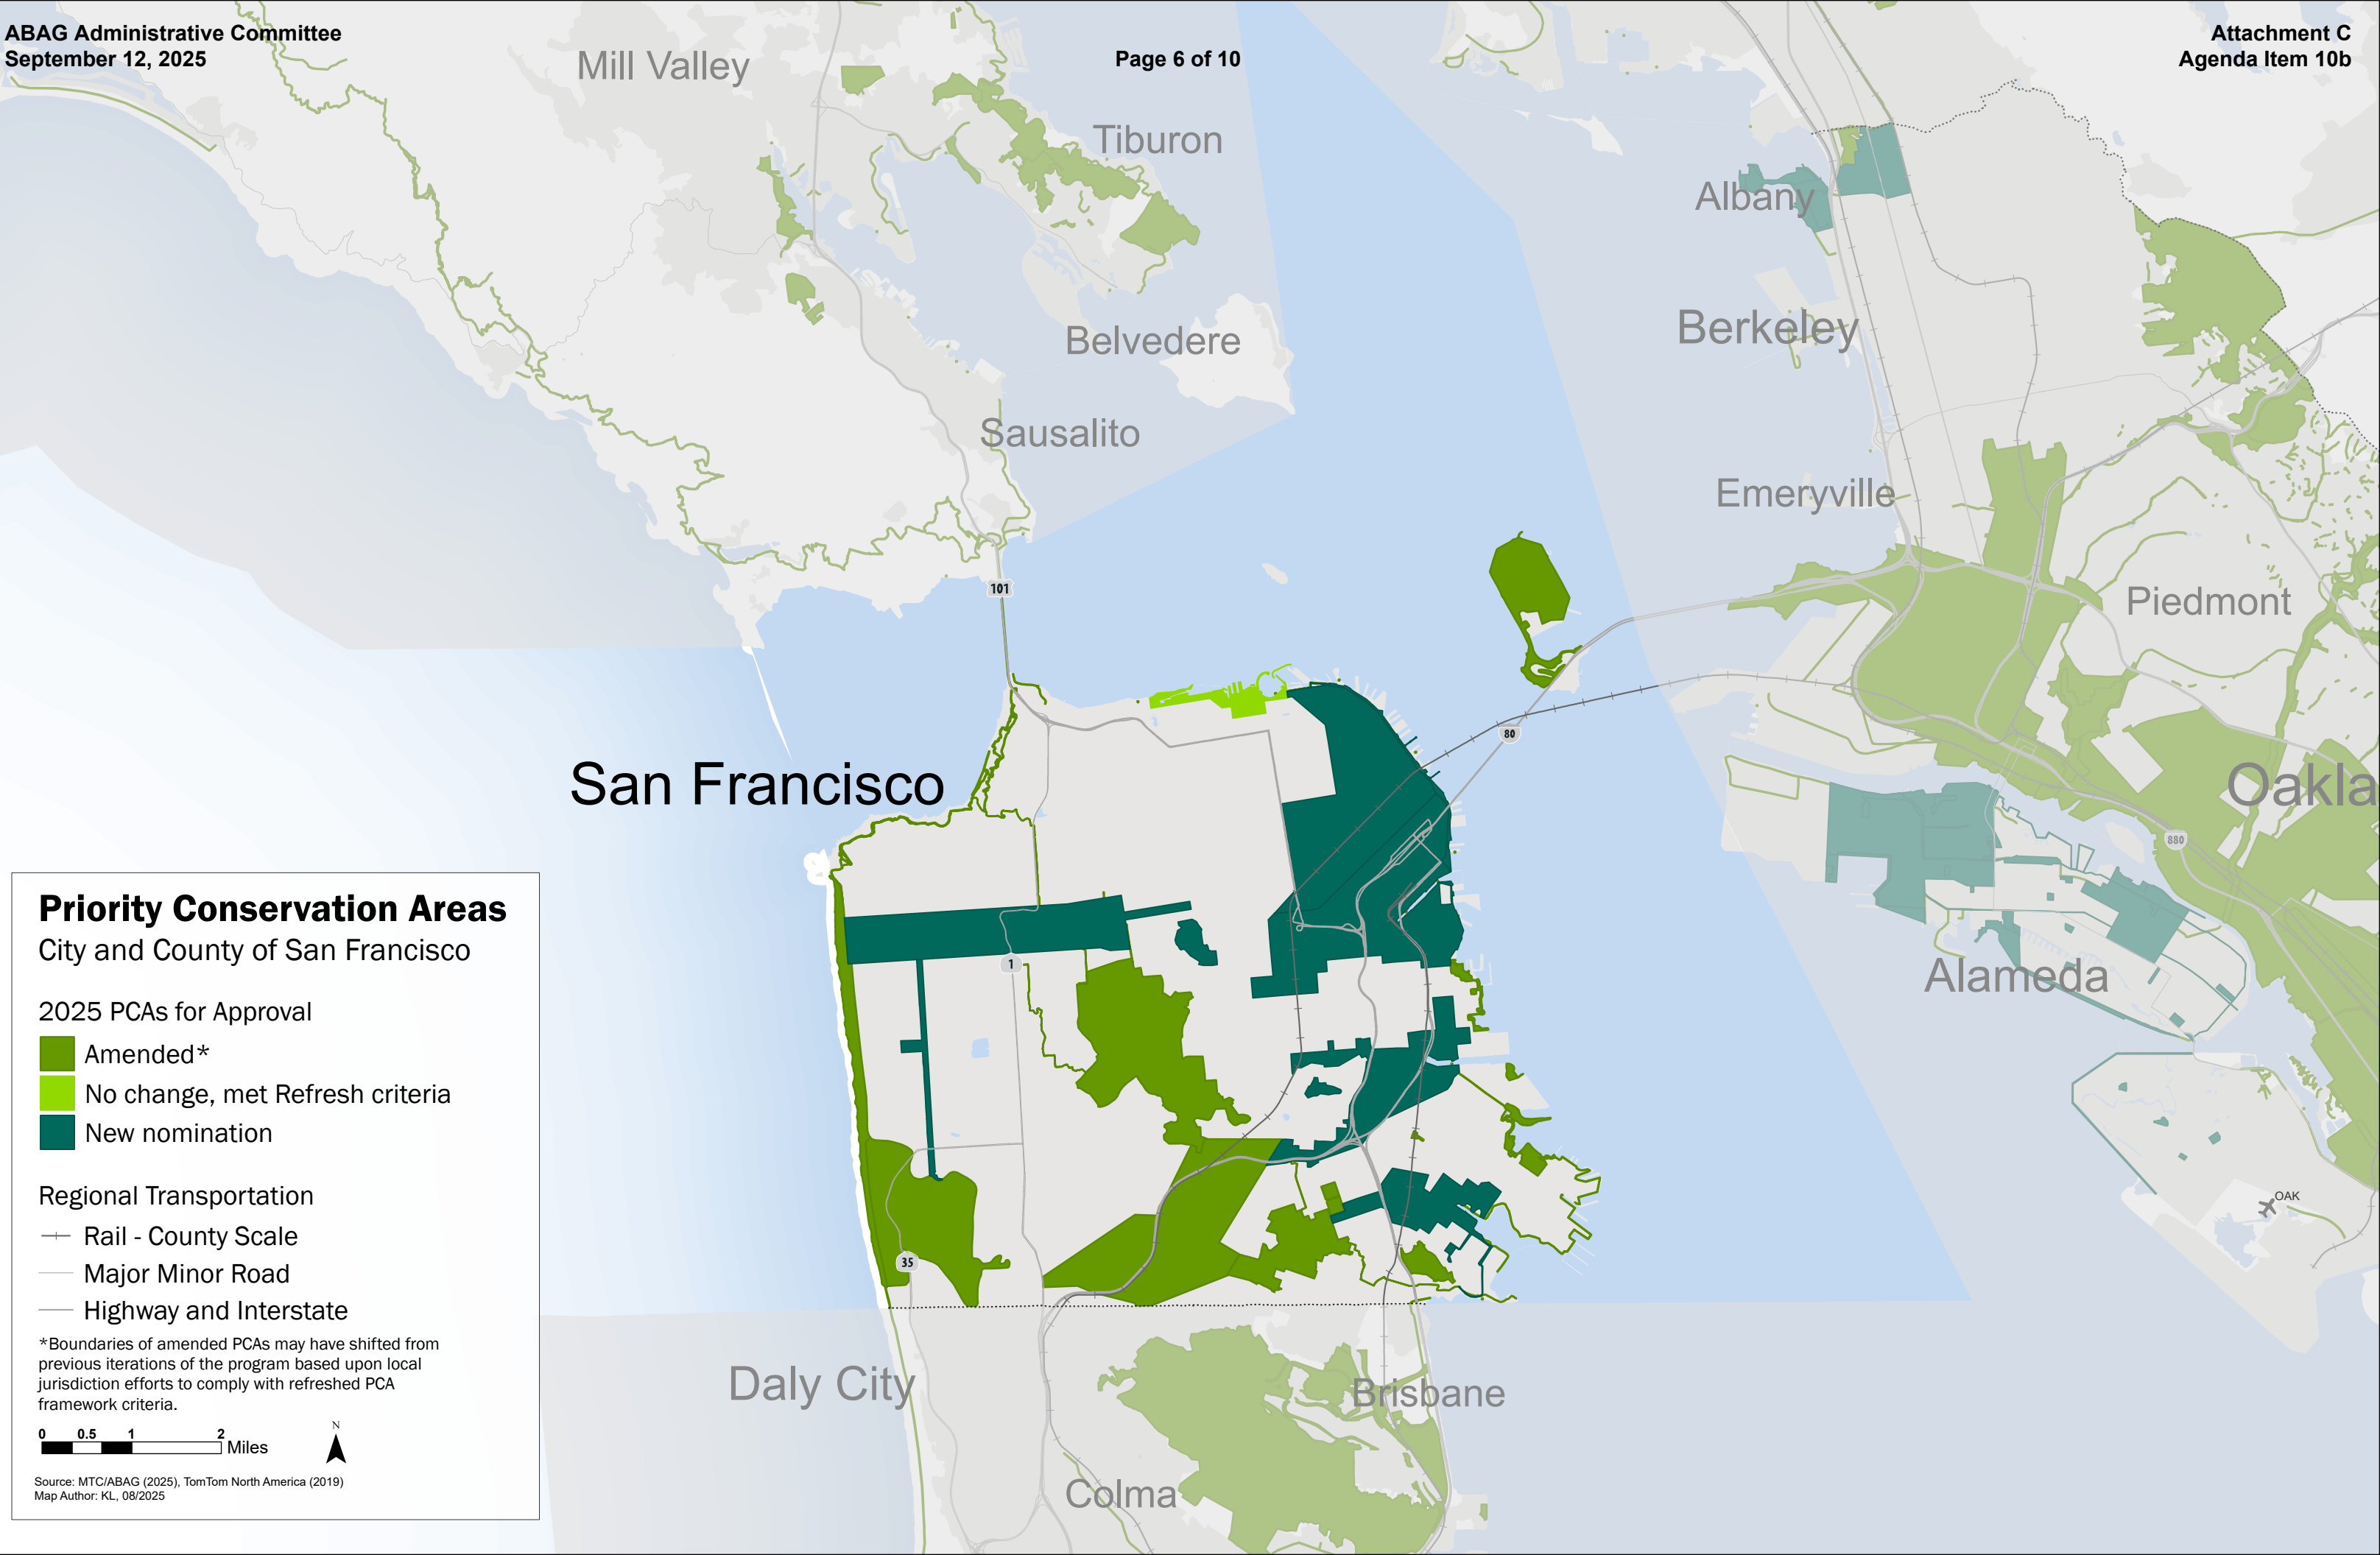 ABAG Administrative Committee
September 12, 2025
Page 6 of 10
Attachment C
Agenda Item 10b
Mill Valley
Tiburon
Albany
Berkeley
Belvedere
Sausalito
Emeryville
101
Piedmont
80
San Francisco
Oakla
880
1
Alameda
OAK
35
Daly City
Brisbane
Colma
Priority Conservation Areas
City and County of San Francisco
2025 PCAs for Approval
Amended*
No change, met Refresh criteria
New nomination
Regional Transportation
Rail - County Scale
Major Minor Road
Highway and Interstate
*Boundaries of amended PCAs may have shifted from
previous iterations of the program based upon local
jurisdiction efforts to comply with refreshed PCA
framework criteria.
0 0.5 1 2
Miles
N
Source: MTC/ABAG (2025), TomTom North America (2019)
Map Author: KL, 08/2025